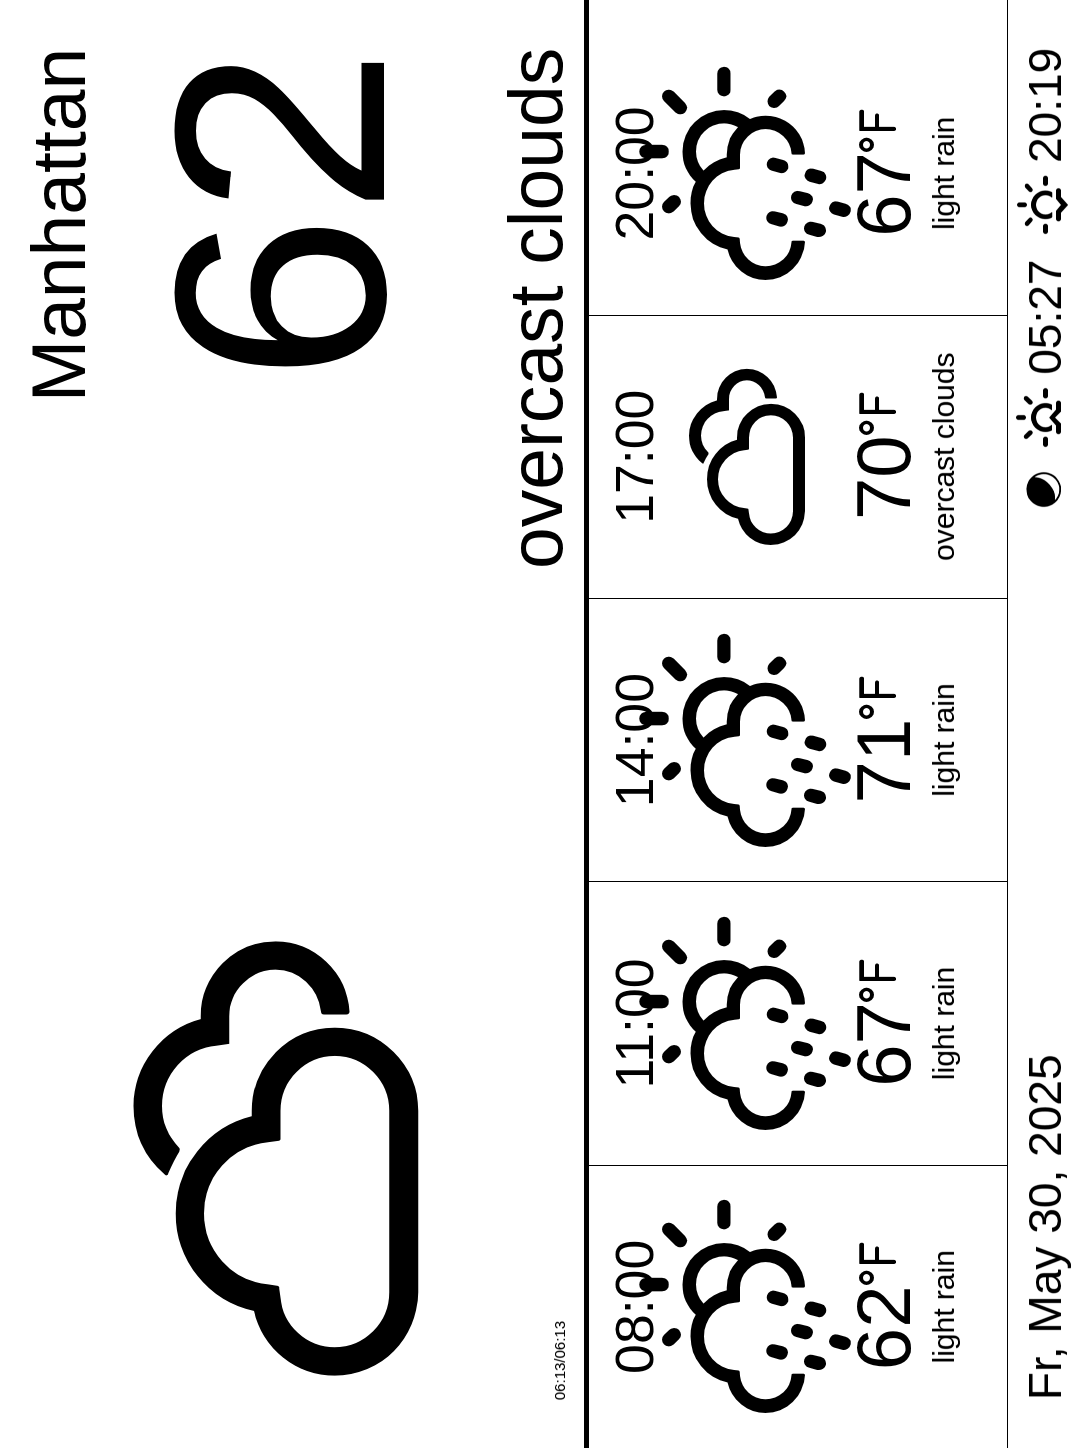 Manhattan
62
overcast clouds
06:13/06:13
08:00
62°F
light rain
11:00
67°F
light rain
14:00
71°F
light rain
17:00
70°F
overcast clouds
20:00
67°F
light rain
Fr, May 30, 2025
05:27
20:19